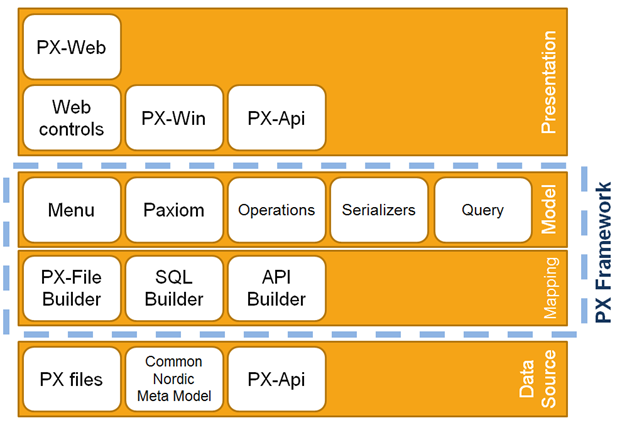 PX-Web
Web
controls
PX-Win
PX-Api
Presentation
Menu
Paxiom
Operations
Serializers
Query
Model
PX-File
Builder
SQL
Builder
API
Builder
Mapping
PX Framework
PX files
Common
Nordic
Meta Model
PX-Api
Data
Source